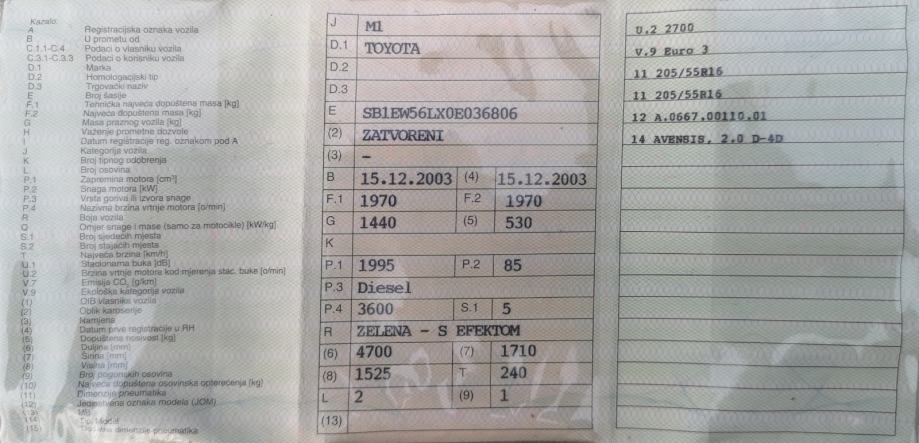 Kazalo:
A Registracijska oznaka vozila
B U prometu od
C.1.1-C.4 Podaci o vlasniku vozila
C.3.1-C.3.3 Podaci o korisniku vozila
D.1 Marka
D.2 Homologacijski tip
D.3 Trgovački naziv
E Broj šasije
F.1 Tehnička najveća dopuštena masa [kg]
F.2 Najveća dopuštena masa [kg]
G Masa praznog vozila [kg]
H Važenje prometne dozvole
I Datum registracije reg. oznakom pod A
J Kategorija vozila
K Broj tipnog odobrenja
L Broj osovina
P.1 Zapremina motora [cm³]
P.2 Snaga motora [kW]
P.3 Vrsta goriva ili izvora snage
P.4 Nazivna brzina vrtnje motora [o/min]
R Boja vozila
Q Omjer snage i mase (samo za motocikle) [kW/kg]
S.1 Broj sjedećih mjesta
S.2 Broj stajaćih mjesta
T Najveća brzina [km/h]
U.1 Stacionarna buka [dB]
U.2 Brzina vrtnje motora kod mjerenja stac. buke [o/min]
V.7 Emisija CO₂ [g/km]
V.9 Ekološka kategorija vozila
(1) OIB vlasnika vozila
(2) Oblik karoserije
(3) Namjena
(4) Datum prve registracije u RH
(5) Dopuštena nosivost [kg]
(6) Duljina [mm]
(7) Širina [mm]
(8) Visina [mm]
(9) Broj pogonskih osovina
(10) Najveća dopuštena osovinska opterećenja [kg]
(11) Dimenzije pneumatika
(12) Jedinstvena oznaka modela (JOM)
(13) MB
(14) Tip/Model
(15) dimenzije pneumatika
J M1
D.1 TOYOTA
D.2
D.3
E SB1EW56LX0E036806
(2) ZATVORENI
(3) –
B 15.12.2003 (4) 15.12.2003
F.1 1970 F.2 1970
G 1440 (5) 530
K
P.1 1995 P.2 85
P.3 Diesel
P.4 3600 S.1 5
R ZELENA – S EFEKTOM
(6) 4700 (7) 1710
(8) 1525 T 240
L 2 (9) 1
(13)
U.2 2700
V.9 Euro 3
11 205/55R16
11 205/55R16
12 A.0667.00110.01
14 AVENSIS, 2.0 D-4D